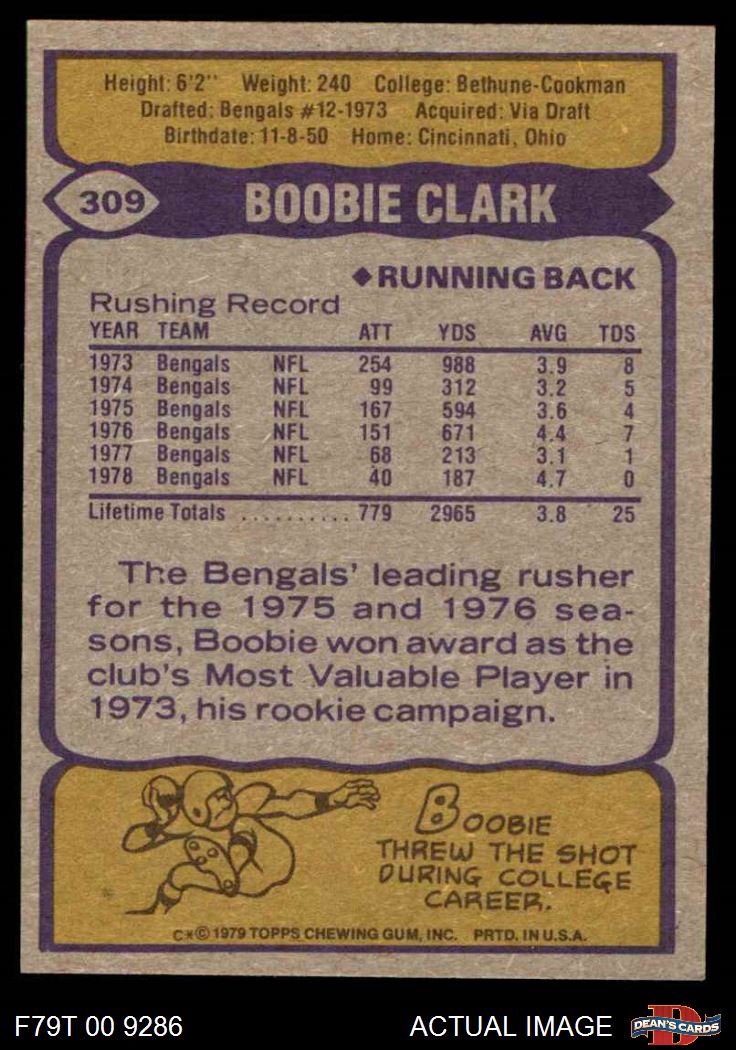 Height: 6'2" Weight: 240 College: Bethune-Cookman
Drafted: Bengals #12-1973 Acquired: Via Draft
Birthdate: 11-8-50 Home: Cincinnati, Ohio
309 BOOBIE CLARK
◆RUNNING BACK
Rushing Record
YEAR TEAM ATT YDS AVG TDS
1973 Bengals NFL 254 988 3.9 8
1974 Bengals NFL 99 312 3.2 5
1975 Bengals NFL 167 594 3.6 4
1976 Bengals NFL 151 671 4.4 7
1977 Bengals NFL 68 213 3.1 1
1978 Bengals NFL 40 187 4.7 0
Lifetime Totals .......... 779 2965 3.8 25
The Bengals' leading rusher
for the 1975 and 1976 sea-
sons, Boobie won award as the
club's Most Valuable Player in
1973, his rookie campaign.
BOOBIE
THREW THE SHOT
DURING COLLEGE
CAREER.
C*© 1979 TOPPS CHEWING GUM, INC. PRTD. IN U.S.A.
F79T 00 9286 ACTUAL IMAGE D DEAN'S CARDS